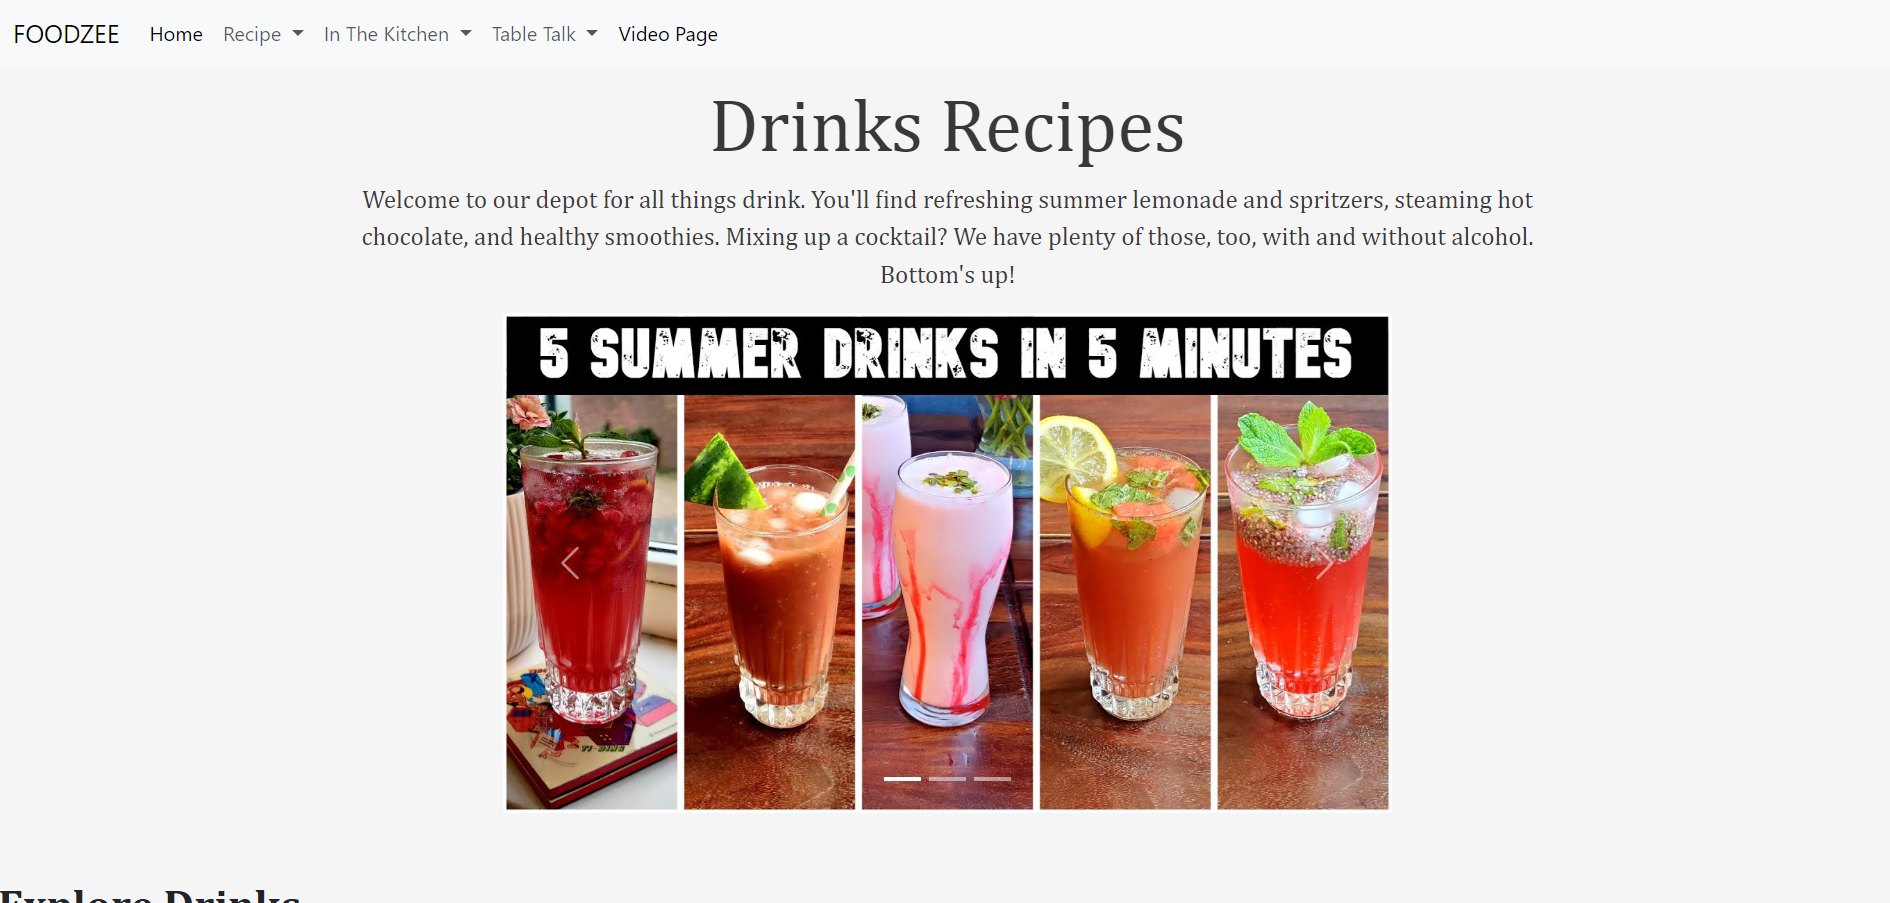 FOODZEE Home Recipe In The Kitchen Table Talk Video Page
Drinks Recipes
Welcome to our depot for all things drink. You'll find refreshing summer lemonade and spritzers, steaming hot
chocolate, and healthy smoothies. Mixing up a cocktail? We have plenty of those, too, with and without alcohol.
Bottom's up!
5 SUMMER DRINKS IN 5 MINUTES
Explore Drinks